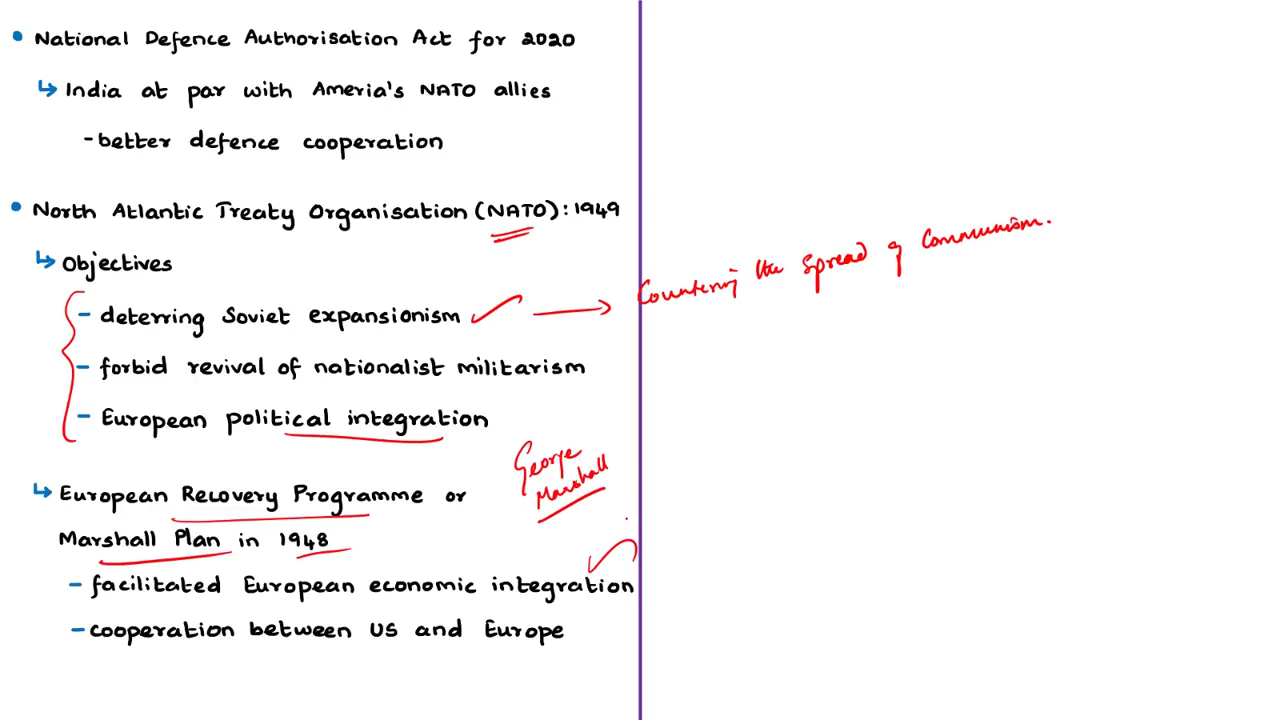 • National Defence Authorisation Act for 2020
↳ India at par with Ameria's NATO allies
- better defence cooperation
• North Atlantic Treaty Organisation (NATO): 1949
↳ Objectives
- deterring Soviet expansionism ✓ → Countering the spread of Communism.
- forbid revival of nationalist militarism
- European political integration
George
Marshall
↳ European Recovery Programme or
Marshall Plan in 1948
- facilitated European economic integration
- cooperation between US and Europe